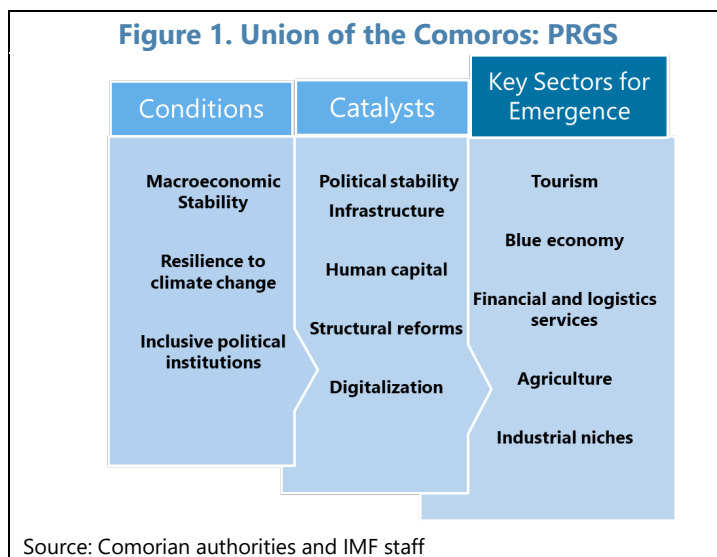 Figure 1. Union of the Comoros: PRGS
Conditions
Macroeconomic
Stability
Resilience to
climate change
Inclusive political
institutions
Catalysts
Political stability
Infrastructure
Human capital
Structural reforms
Digitalization
Key Sectors for
Emergence
Tourism
Blue economy
Financial and logistics
services
Agriculture
Industrial niches
Source: Comorian authorities and IMF staff